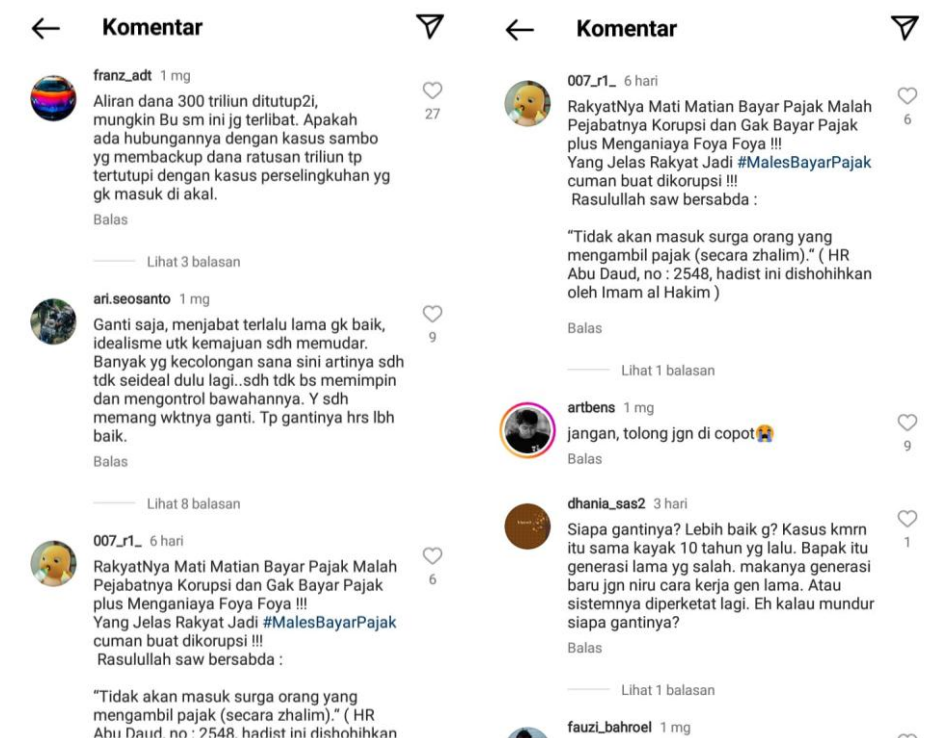 Komentar
franz_adt 1 mg
Aliran dana 300 triliun ditutup2i,
mungkin Bu sm ini jg terlibat. Apakah
ada hubungannya dengan kasus sambo
yg membackup dana ratusan triliun tp
tertutupi dengan kasus perselingkuhan yg
gk masuk di akal.
27
Balas
Lihat 3 balasan
ari.seosanto 1 mg
Ganti saja, menjabat terlalu lama gk baik,
idealisme utk kemajuan sdh memudar.
Banyak yg kecolongan sana sini artinya sdh
tdk seideal dulu lagi..sdh tdk bs memimpin
dan mengontrol bawahannya. Y sdh
memang wktnya ganti. Tp gantinya hrs lbh
baik.
9
Balas
Lihat 8 balasan
007_r1_ 6 hari
RakyatNya Mati Matian Bayar Pajak Malah
Pejabatnya Korupsi dan Gak Bayar Pajak
plus Menganiaya Foya Foya !!!
Yang Jelas Rakyat Jadi #MalesBayarPajak
cuman buat dikorupsi !!!
Rasulullah saw bersabda :
6
“Tidak akan masuk surga orang yang
mengambil pajak (secara zhalim).“ ( HR
Abu Daud, no : 2548, hadist ini dishohihkan
Komentar
007_r1_ 6 hari
RakyatNya Mati Matian Bayar Pajak Malah
Pejabatnya Korupsi dan Gak Bayar Pajak
plus Menganiaya Foya Foya !!!
Yang Jelas Rakyat Jadi #MalesBayarPajak
cuman buat dikorupsi !!!
Rasulullah saw bersabda :
6
“Tidak akan masuk surga orang yang
mengambil pajak (secara zhalim).“ ( HR
Abu Daud, no : 2548, hadist ini dishohihkan
oleh Imam al Hakim )
Balas
Lihat 1 balasan
artbens 1 mg
jangan, tolong jgn di copot😭
9
Balas
dhania_sas2 3 hari
Siapa gantinya? Lebih baik g? Kasus kmrn
itu sama kayak 10 tahun yg lalu. Bapak itu
generasi lama yg salah. makanya generasi
baru jgn niru cara kerja gen lama. Atau
sistemnya diperketat lagi. Eh kalau mundur
siapa gantinya?
1
Balas
Lihat 1 balasan
fauzi_bahroel 1 mg